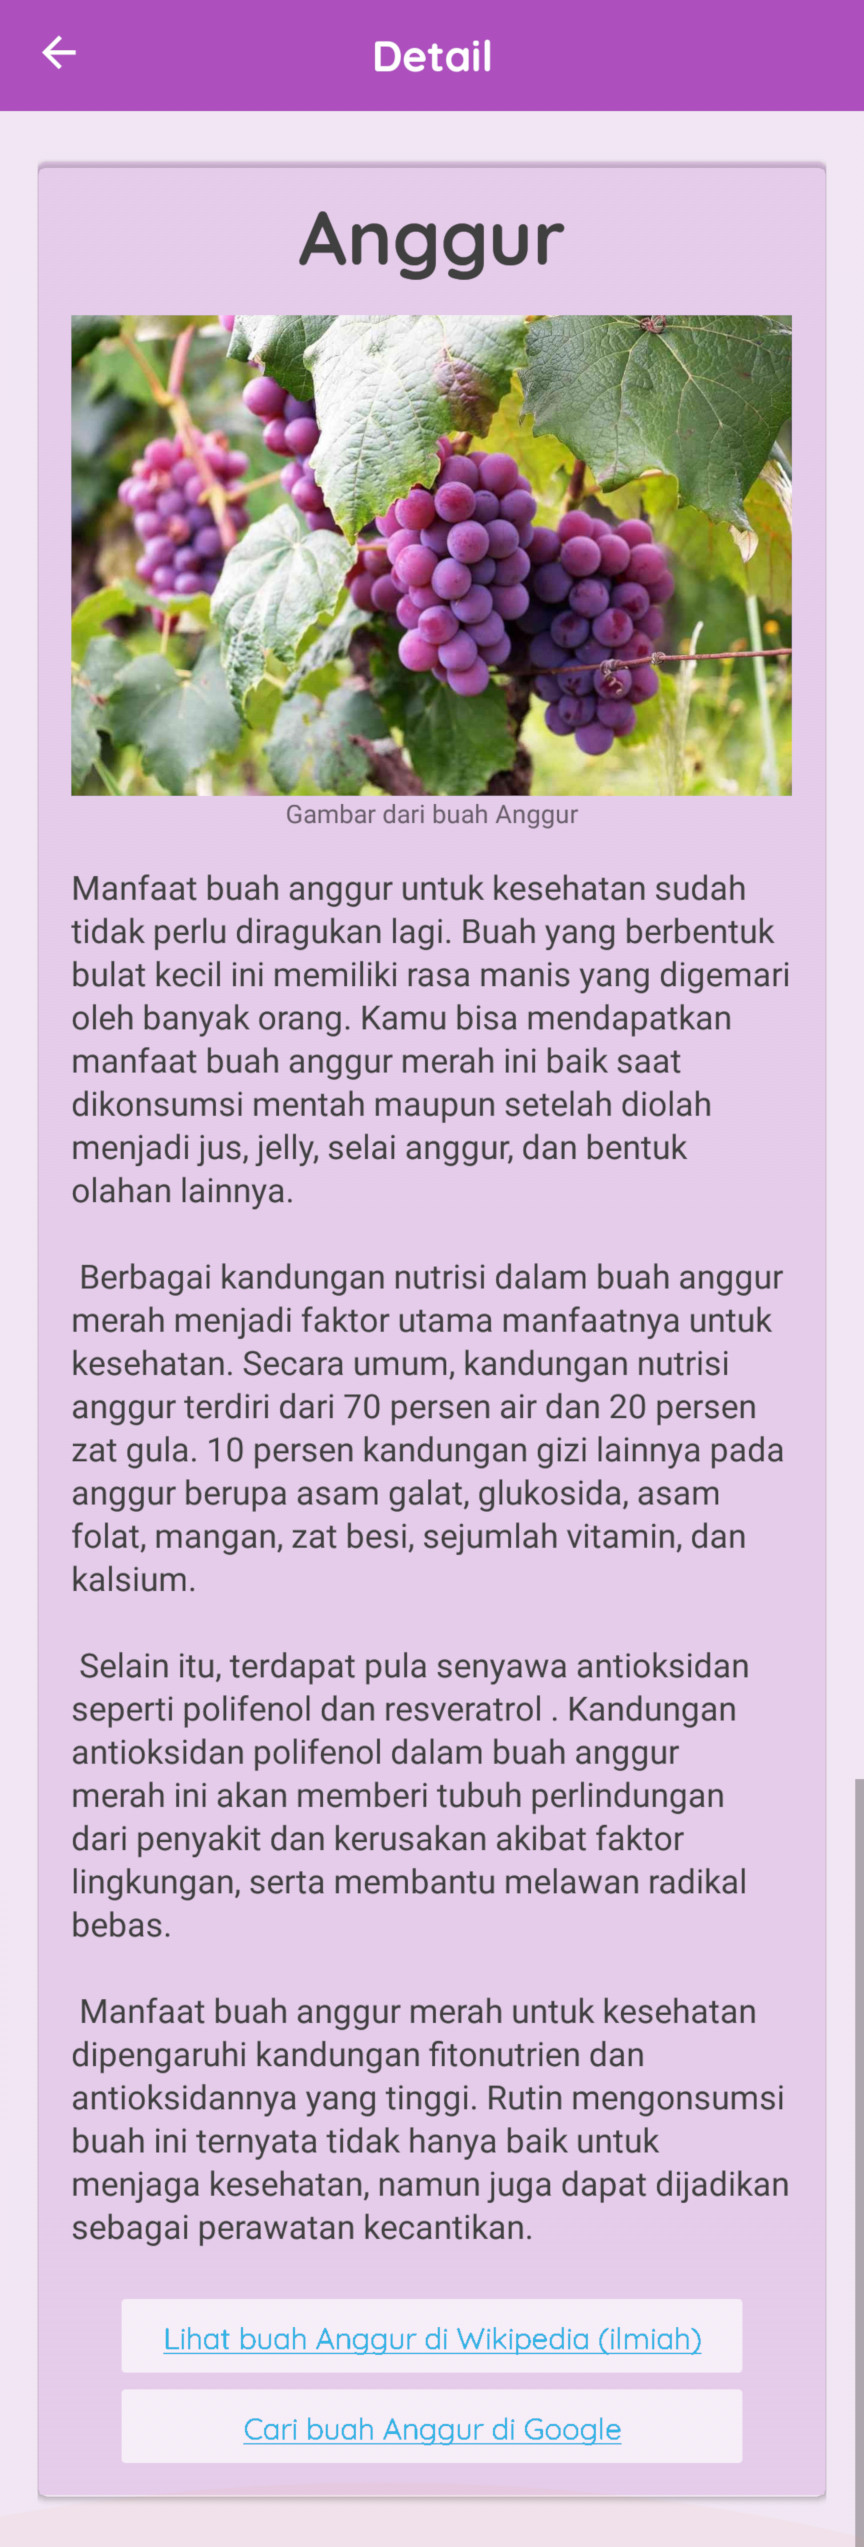 Detail
Anggur
Gambar dari buah Anggur
Manfaat buah anggur untuk kesehatan sudah
tidak perlu diragukan lagi. Buah yang berbentuk
bulat kecil ini memiliki rasa manis yang digemari
oleh banyak orang. Kamu bisa mendapatkan
manfaat buah anggur merah ini baik saat
dikonsumsi mentah maupun setelah diolah
menjadi jus, jelly, selai anggur, dan bentuk
olahan lainnya.
Berbagai kandungan nutrisi dalam buah anggur
merah menjadi faktor utama manfaatnya untuk
kesehatan. Secara umum, kandungan nutrisi
anggur terdiri dari 70 persen air dan 20 persen
zat gula. 10 persen kandungan gizi lainnya pada
anggur berupa asam galat, glukosida, asam
folat, mangan, zat besi, sejumlah vitamin, dan
kalsium.
Selain itu, terdapat pula senyawa antioksidan
seperti polifenol dan resveratrol . Kandungan
antioksidan polifenol dalam buah anggur
merah ini akan memberi tubuh perlindungan
dari penyakit dan kerusakan akibat faktor
lingkungan, serta membantu melawan radikal
bebas.
Manfaat buah anggur merah untuk kesehatan
dipengaruhi kandungan fitonutrien dan
antioksidannya yang tinggi. Rutin mengonsumsi
buah ini ternyata tidak hanya baik untuk
menjaga kesehatan, namun juga dapat dijadikan
sebagai perawatan kecantikan.
Lihat buah Anggur di Wikipedia (ilmiah)
Cari buah Anggur di Google